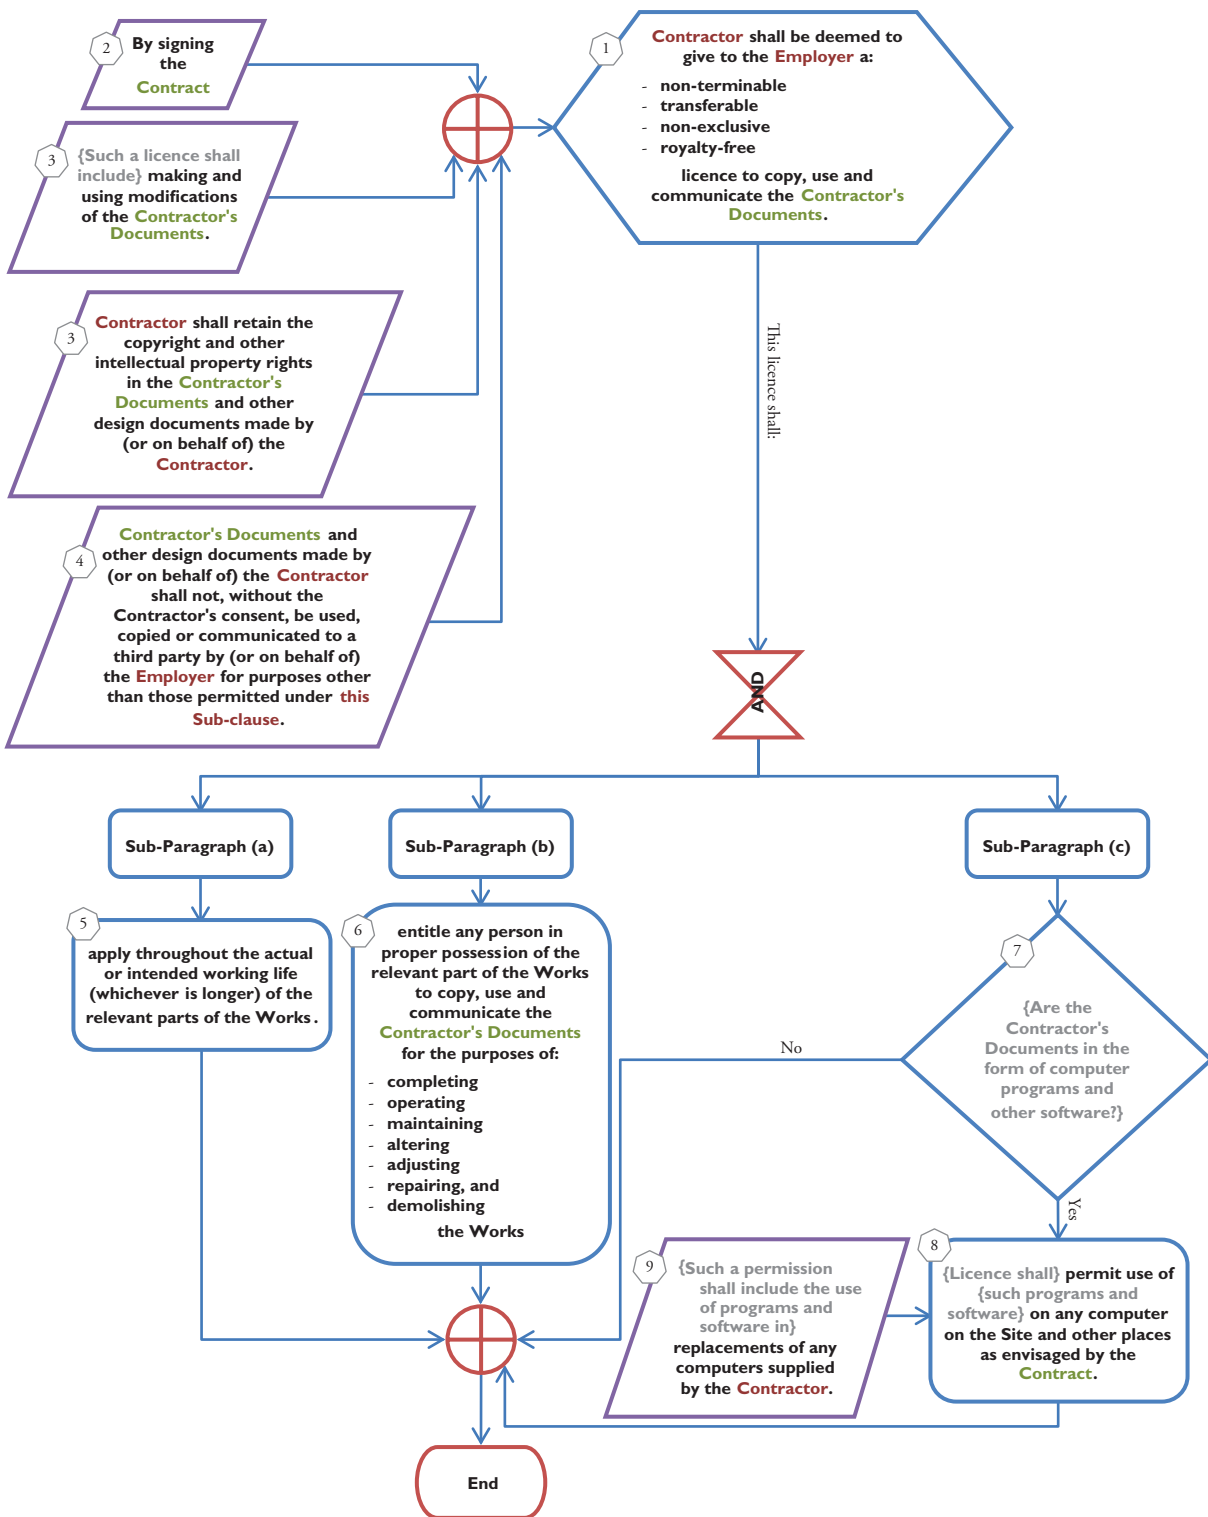 2
By signing
the
Contract
1
Contractor shall be deemed to
give to the Employer a:
- non-terminable
- transferable
- non-exclusive
- royalty-free
licence to copy, use and
communicate the Contractor's
Documents.
3
{Such a licence shall
include} making and
using modifications
of the Contractor's
Documents.
3
Contractor shall retain the
copyright and other
intellectual property rights
in the Contractor's
Documents and other
design documents made by
(or on behalf of) the
Contractor.
This licence shall:
4
Contractor's Documents and
other design documents made by
(or on behalf of) the Contractor
shall not, without the
Contractor's consent, be used,
copied or communicated to a
third party by (or on behalf of)
the Employer for purposes other
than those permitted under this
Sub-clause.
AND
Sub-Paragraph (a)
Sub-Paragraph (b)
Sub-Paragraph (c)
5
apply throughout the actual
or intended working life
(whichever is longer) of the
relevant parts of the Works.
6
entitle any person in
proper possession of the
relevant part of the Works
to copy, use and
communicate the
Contractor's Documents
for the purposes of:
- completing
- operating
- maintaining
- altering
- adjusting
- repairing, and
- demolishing
the Works
7
{Are the
Contractor's
Documents in the
form of computer
programs and
other software?}
No
Yes
8
{Licence shall} permit use of
{such programs and
software} on any computer
on the Site and other places
as envisaged by the
Contract.
9
{Such a permission
shall include the use
of programs and
software in}
replacements of any
computers supplied
by the Contractor.
End